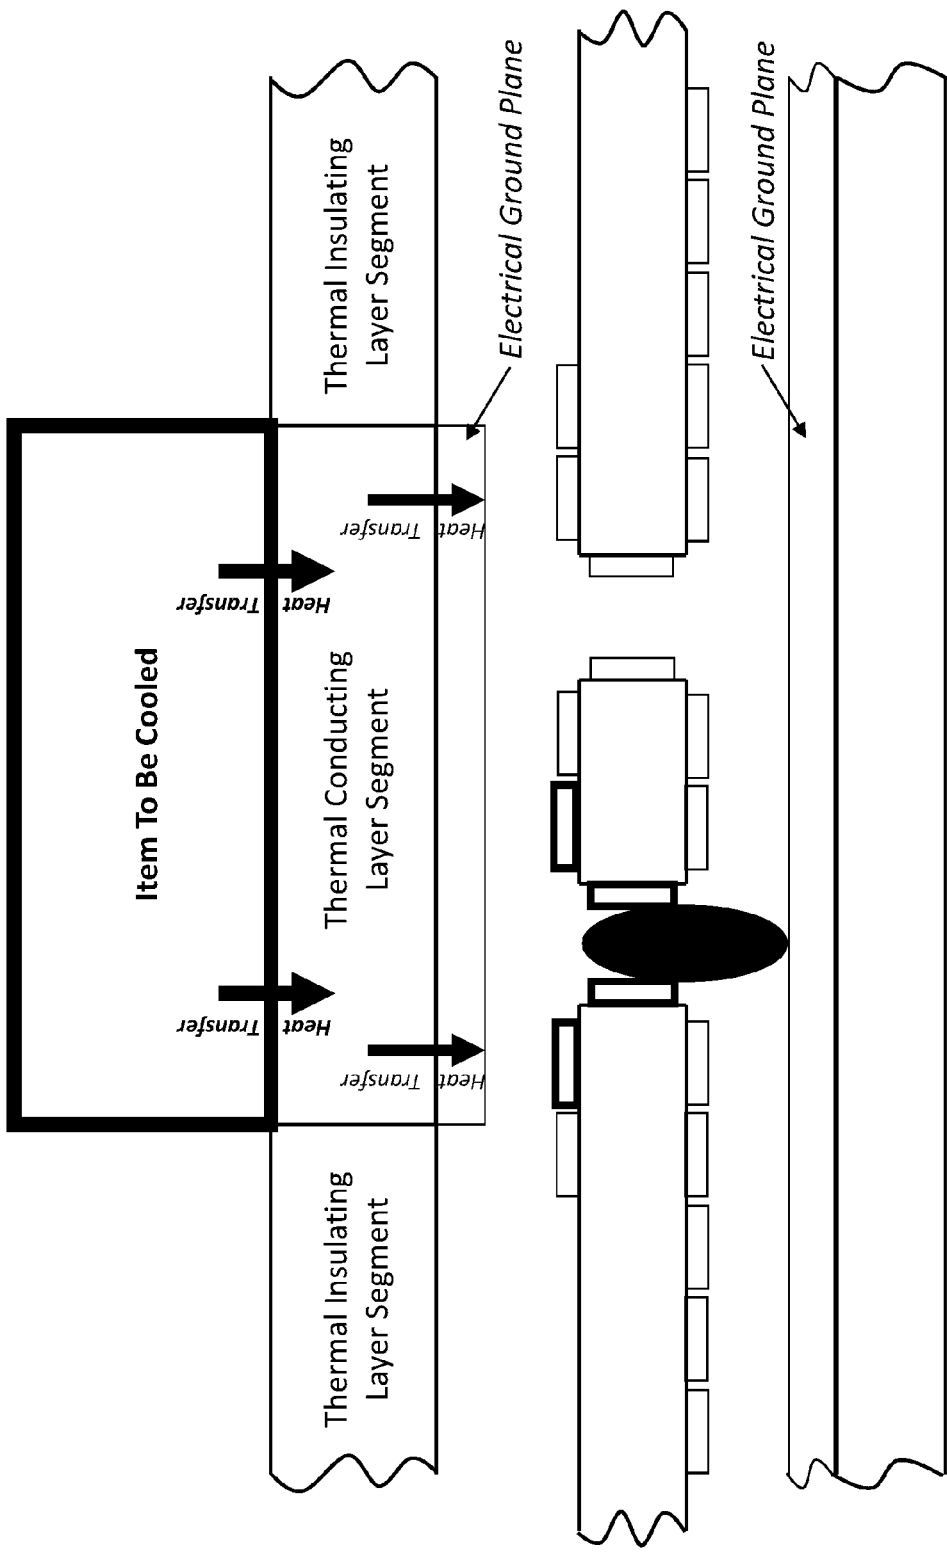 Item To Be Cooled
Heat
Transfer
Heat
Transfer
Thermal Insulating
Layer Segment
Thermal Conducting
Layer Segment
Thermal Insulating
Layer Segment
Heat
Transfer
Heat
Transfer
Electrical Ground Plane
Electrical Ground Plane